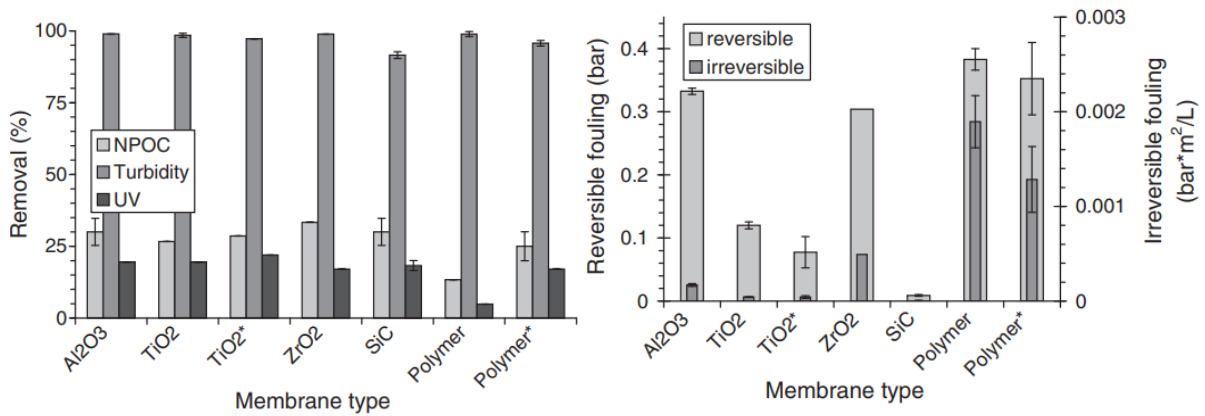 100
75
50
25
0
Removal (%)
NPOC
Turbidity
UV
Al2O3
TiO2
TiO2*
ZrO2
SiC
Polymer
Polymer*
Membrane type
0.4
0.3
0.2
0.1
0
Reversible fouling (bar)
reversible
irreversible
0.003
0.002
0.001
0
Irreversible fouling
(bar*m²/L)
Al2O3
TiO2
TiO2*
ZrO2
SiC
Polymer
Polymer*
Membrane type